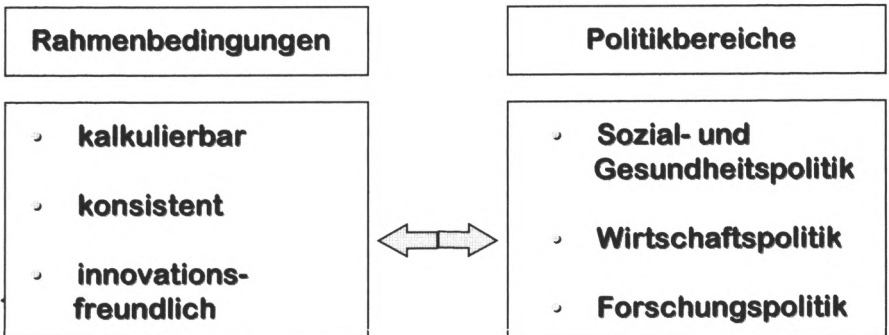 Rahmenbedingungen
kalkulierbar
konsistent
innovations-
freundlich
Politikbereiche
Sozial- und
Gesundheitspolitik
Wirtschaftspolitik
Forschungspolitik